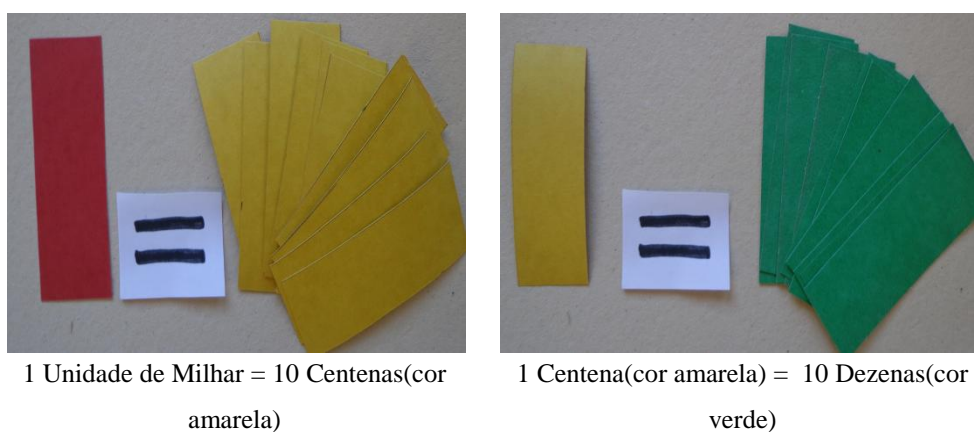 =
=
1 Unidade de Milhar = 10 Centenas(cor
amarela)
1 Centena(cor amarela) = 10 Dezenas(cor
verde)